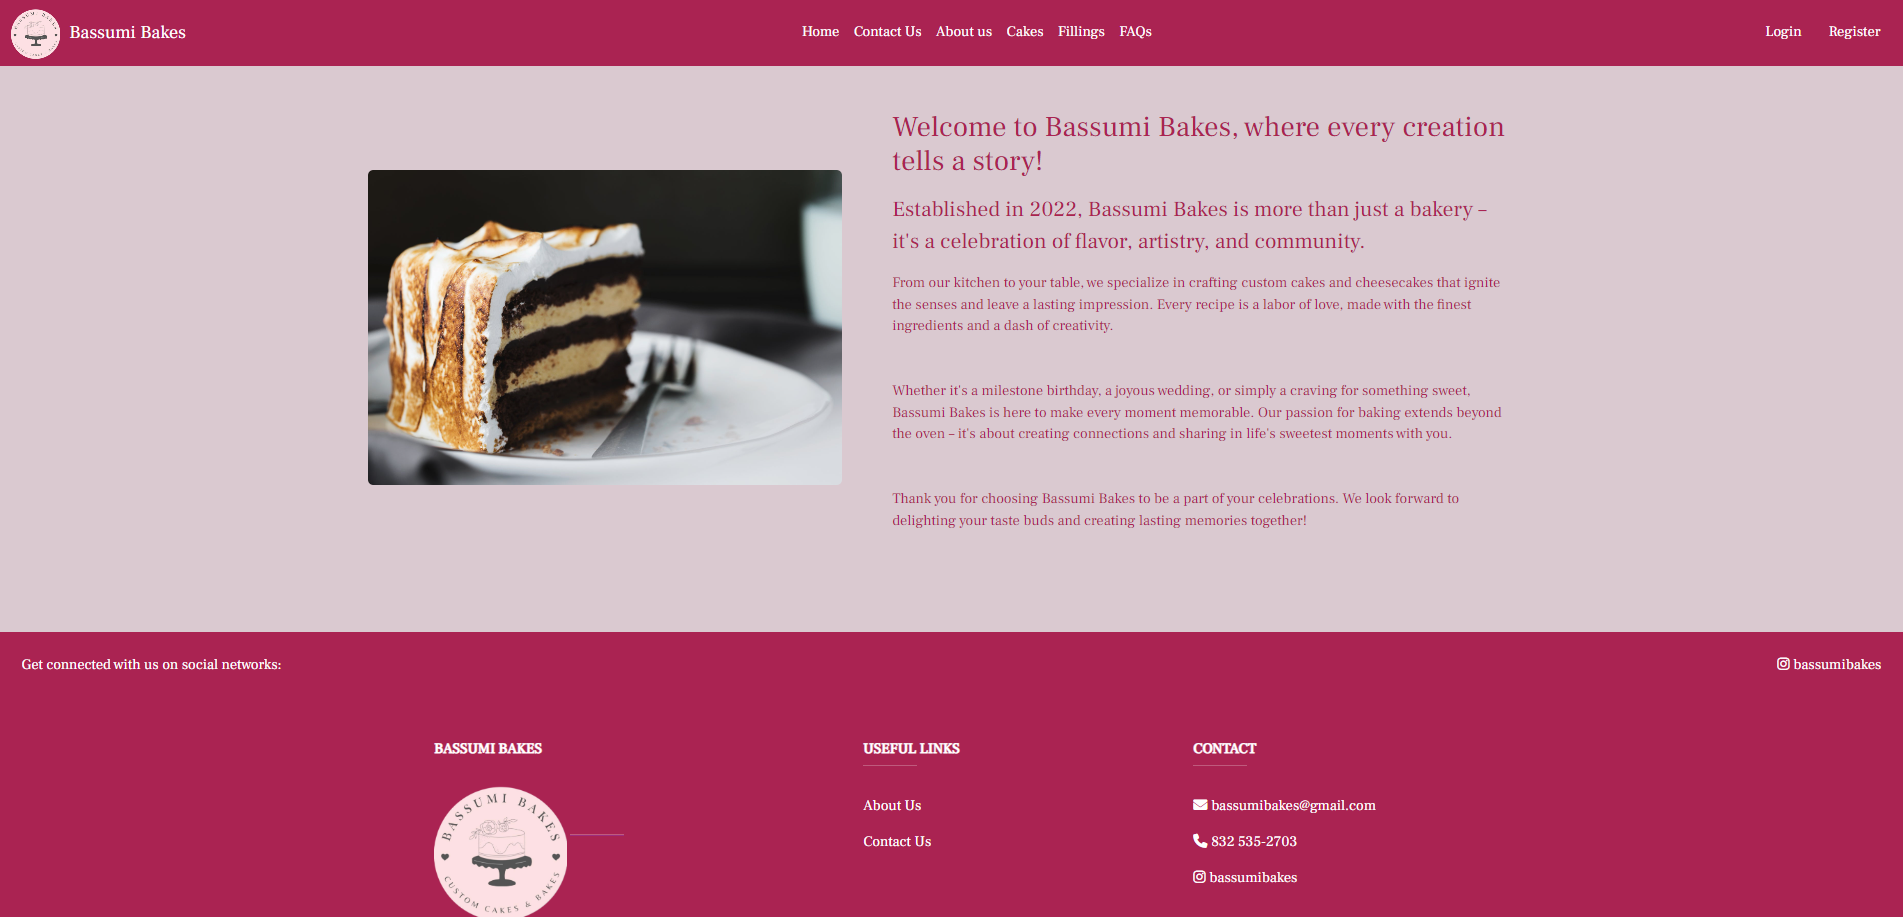 BASSUMI BAKES
Bassumi Bakes
Home Contact Us About us Cakes Fillings FAQs
Login Register
Welcome to Bassumi Bakes, where every creation
tells a story!
Established in 2022, Bassumi Bakes is more than just a bakery –
it's a celebration of flavor, artistry, and community.
From our kitchen to your table, we specialize in crafting custom cakes and cheesecakes that ignite
the senses and leave a lasting impression. Every recipe is a labor of love, made with the finest
ingredients and a dash of creativity.
Whether it's a milestone birthday, a joyous wedding, or simply a craving for something sweet,
Bassumi Bakes is here to make every moment memorable. Our passion for baking extends beyond
the oven – it's about creating connections and sharing in life's sweetest moments with you.
Thank you for choosing Bassumi Bakes to be a part of your celebrations. We look forward to
delighting your taste buds and creating lasting memories together!
Get connected with us on social networks:
bassumibakes
BASSUMI BAKES
BASSUMI BAKES
CUSTOM CAKES & BAKES
USEFUL LINKS
About Us
Contact Us
CONTACT
bassumibakes@gmail.com
832 535-2703
bassumibakes